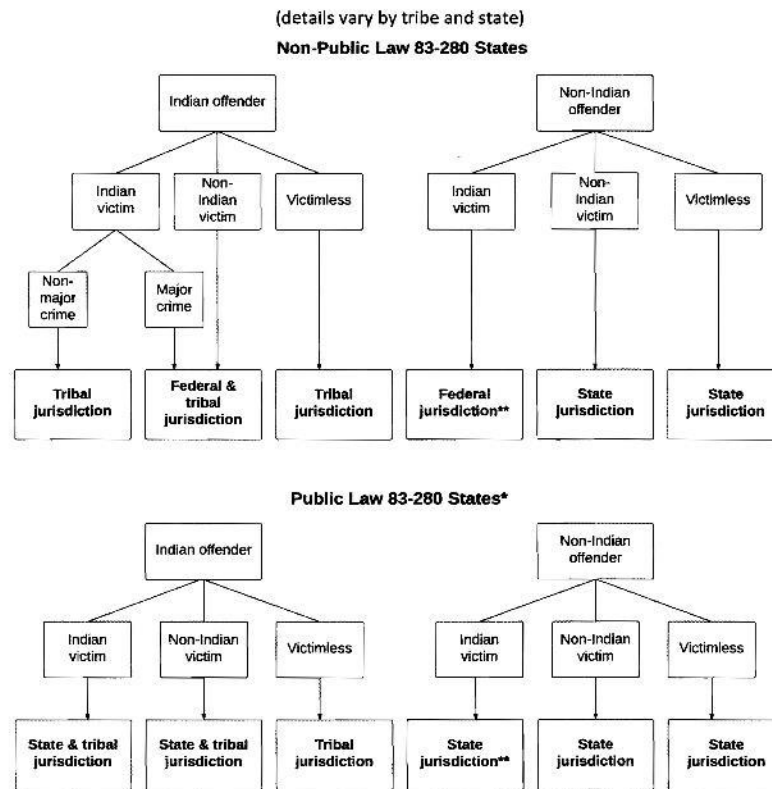 (details vary by tribe and state)
Non-Public Law 83-280 States
Indian offender
Non-Indian
offender
Indian
victim
Non-
Indian
victim
Victimless
Indian
victim
Non-
Indian
victim
Victimless
Non-
major
crime
Major
crime
Tribal
jurisdiction
Federal &
tribal
jurisdiction
Tribal
jurisdiction
Federal
jurisdiction**
State
jurisdiction
State
jurisdiction
Public Law 83-280 States*
Indian offender
Non-Indian
offender
Indian
victim
Non-Indian
victim
Victimless
Indian
victim
Non-Indian
victim
Victimless
State & tribal
jurisdiction
State & tribal
jurisdiction
Tribal
jurisdiction
State
jurisdiction**
State
jurisdiction
State
jurisdiction